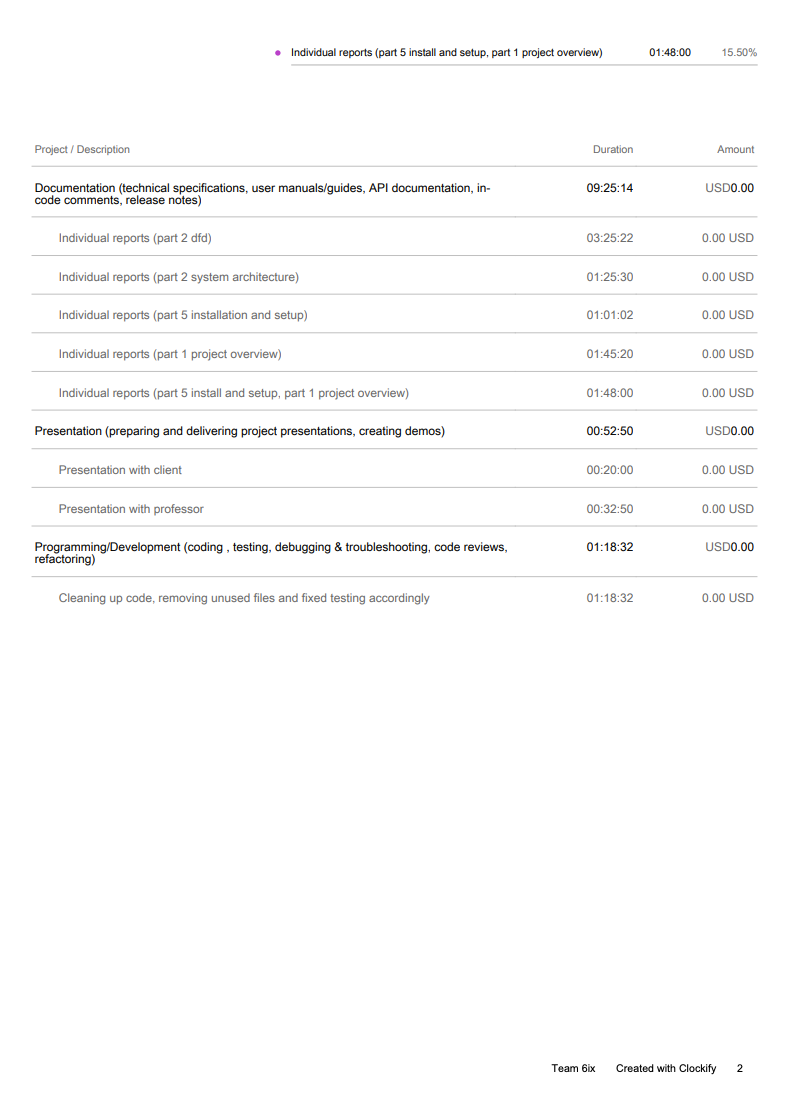 Individual reports (part 5 install and setup, part 1 project overview) 01:48:00 15.50%
Project / Description Duration Amount
Documentation (technical specifications, user manuals/guides, API documentation, in- 09:25:14 USD0.00
code comments, release notes)
Individual reports (part 2 dfd) 03:25:22 0.00 USD
Individual reports (part 2 system architecture) 01:25:30 0.00 USD
Individual reports (part 5 installation and setup) 01:01:02 0.00 USD
Individual reports (part 1 project overview) 01:45:20 0.00 USD
Individual reports (part 5 install and setup, part 1 project overview) 01:48:00 0.00 USD
Presentation (preparing and delivering project presentations, creating demos) 00:52:50 USD0.00
Presentation with client 00:20:00 0.00 USD
Presentation with professor 00:32:50 0.00 USD
Programming/Development (coding , testing, debugging & troubleshooting, code reviews, 01:18:32 USD0.00
refactoring)
Cleaning up code, removing unused files and fixed testing accordingly 01:18:32 0.00 USD
Team 6ix Created with Clockify 2